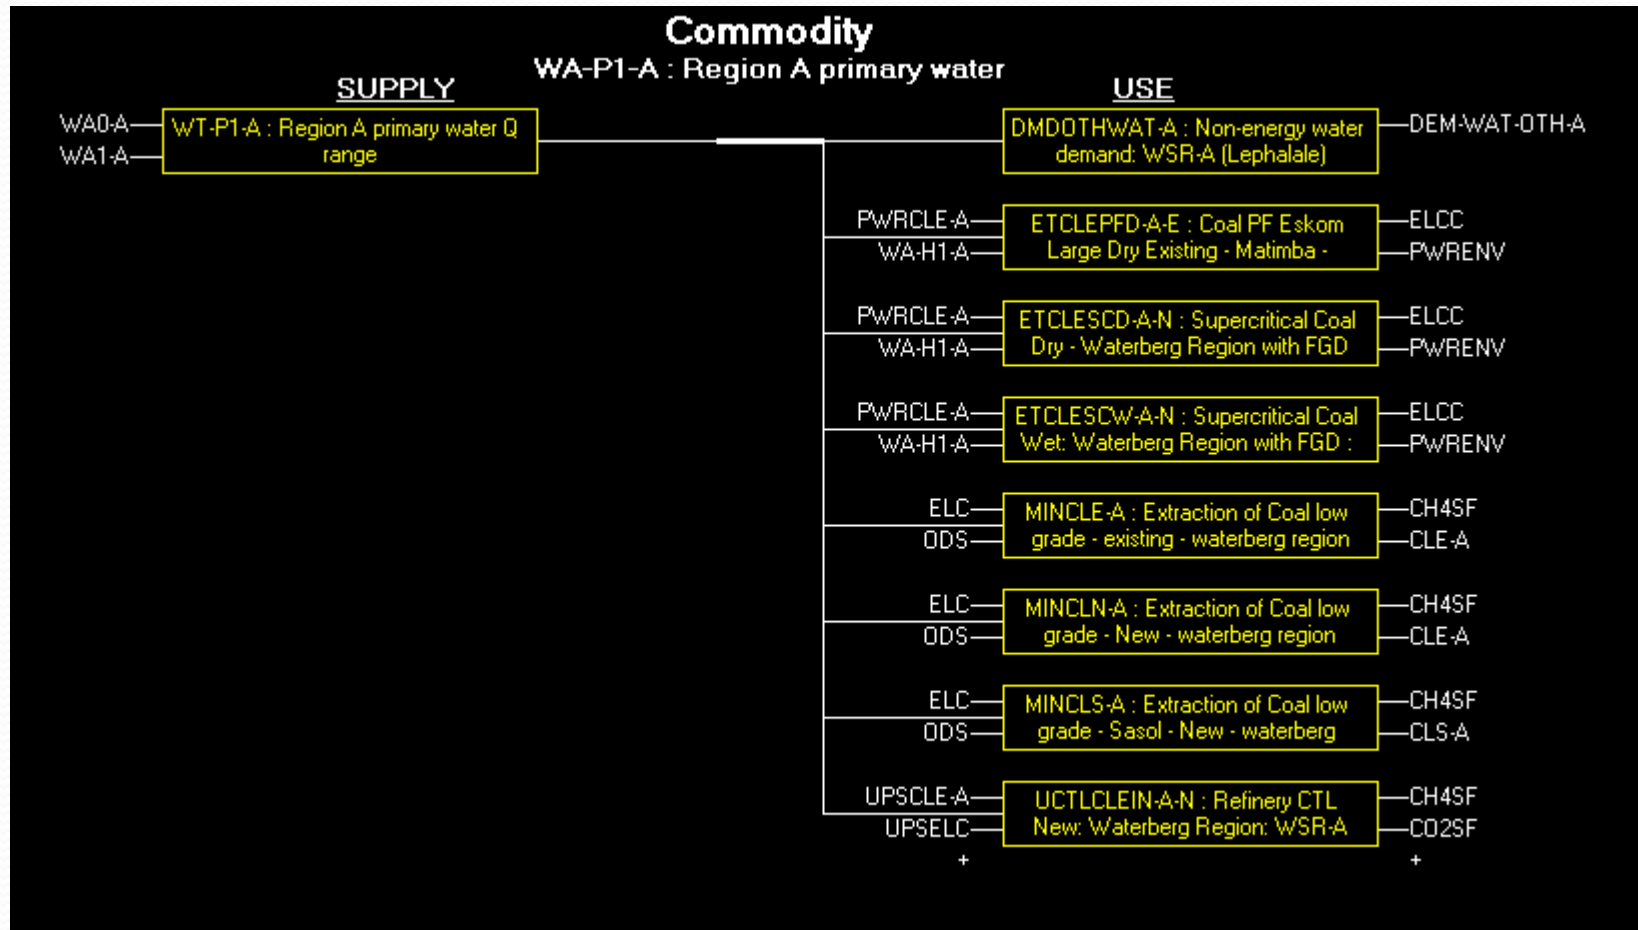 Commodity
WA-P1-A : Region A primary water
SUPPLY
USE
WA0-A
WA1-A
WT-P1-A : Region A primary water Q
range
DMDOTHWAT-A : Non-energy water
demand: WSR-A (Lephalale)
DEM-WAT-OTH-A
PWRCLE-A
WA-H1-A
ETCLEPFD-A-E : Coal PF Eskom
Large Dry Existing - Matimba -
ELCC
PWRENV
PWRCLE-A
WA-H1-A
ETCLESCD-A-N : Supercritical Coal
Dry - Waterberg Region with FGD
ELCC
PWRENV
PWRCLE-A
WA-H1-A
ETCLESCW-A-N : Supercritical Coal
Wet: Waterberg Region with FGD :
ELCC
PWRENV
ELC
ODS
MINCLE-A : Extraction of Coal low
grade - existing - waterberg region
CH4SF
CLE-A
ELC
ODS
MINCLN-A : Extraction of Coal low
grade - New - waterberg region
CH4SF
CLE-A
ELC
ODS
MINCLS-A : Extraction of Coal low
grade - Sasol - New - waterberg
CH4SF
CLS-A
UPSCLE-A
UPSELC
+
UCTLCLEIN-A-N : Refinery CTL
New: Waterberg Region: WSR-A
CH4SF
CO2SF
+